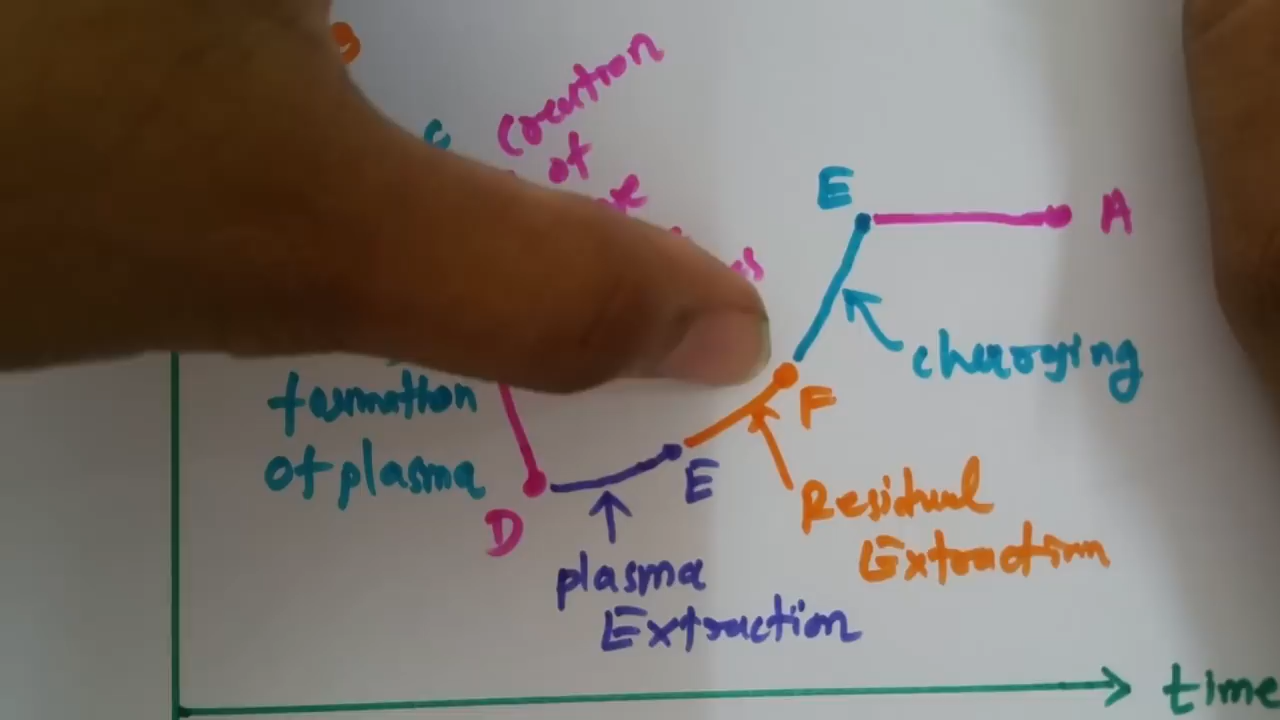 B
C
Creation
of
E
A
charging
formation
of plasma
F
D
E
Residual
Extraction
plasma
Extraction
time